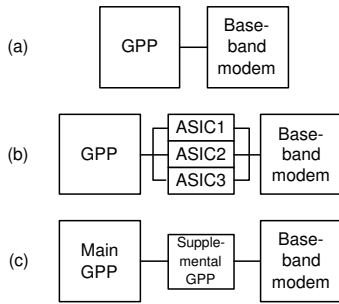 (a)
GPP
Base-
band
modem
(b)
GPP
ASIC1
ASIC2
ASIC3
Base-
band
modem
(c)
Main
GPP
Supple-
mental
GPP
Base-
band
modem